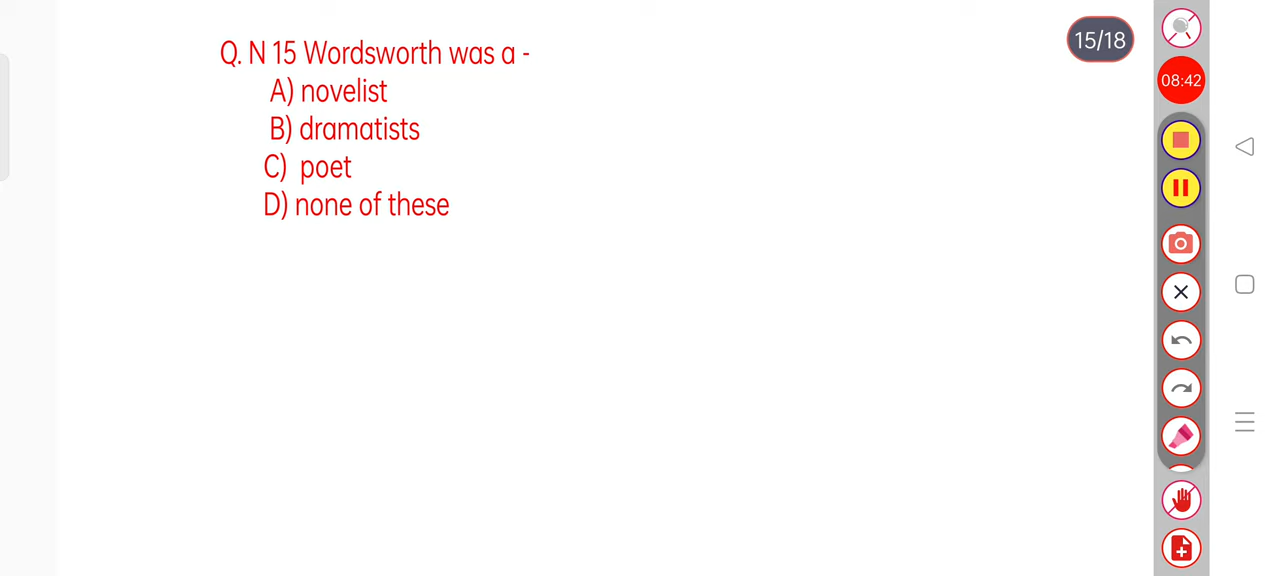 Q. N 15 Wordsworth was a -
A) novelist
B) dramatists
C) poet
D) none of these
15/18
08:42